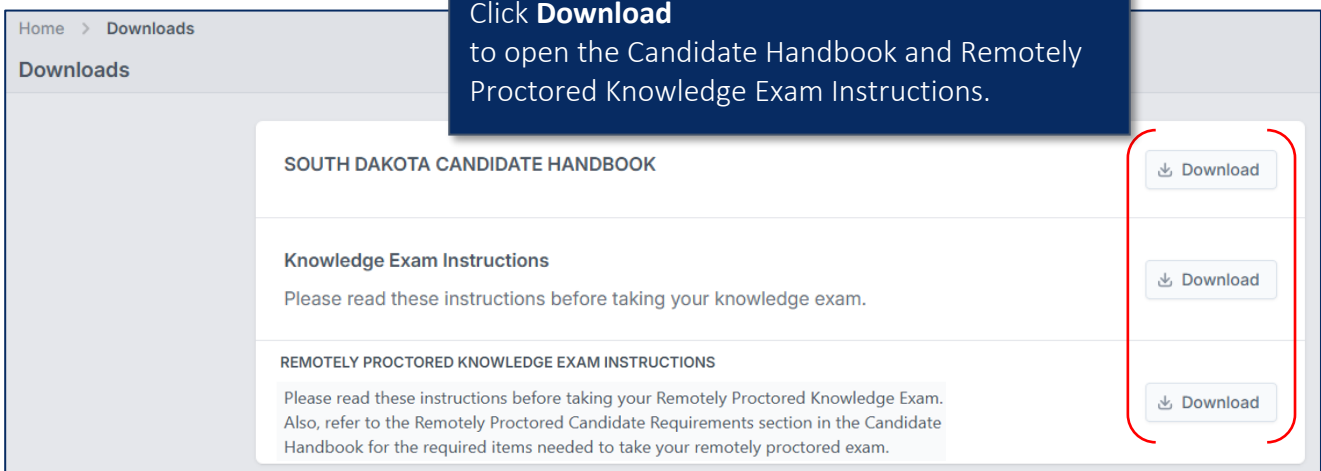 Click Download
to open the Candidate Handbook and Remotely
Proctored Knowledge Exam Instructions.
Home > Downloads
Downloads
SOUTH DAKOTA CANDIDATE HANDBOOK
Download
Knowledge Exam Instructions
Please read these instructions before taking your knowledge exam.
Download
REMOTELY PROCTORED KNOWLEDGE EXAM INSTRUCTIONS
Please read these instructions before taking your Remotely Proctored Knowledge Exam.
Also, refer to the Remotely Proctored Candidate Requirements section in the Candidate
Handbook for the required items needed to take your remotely proctored exam.
Download